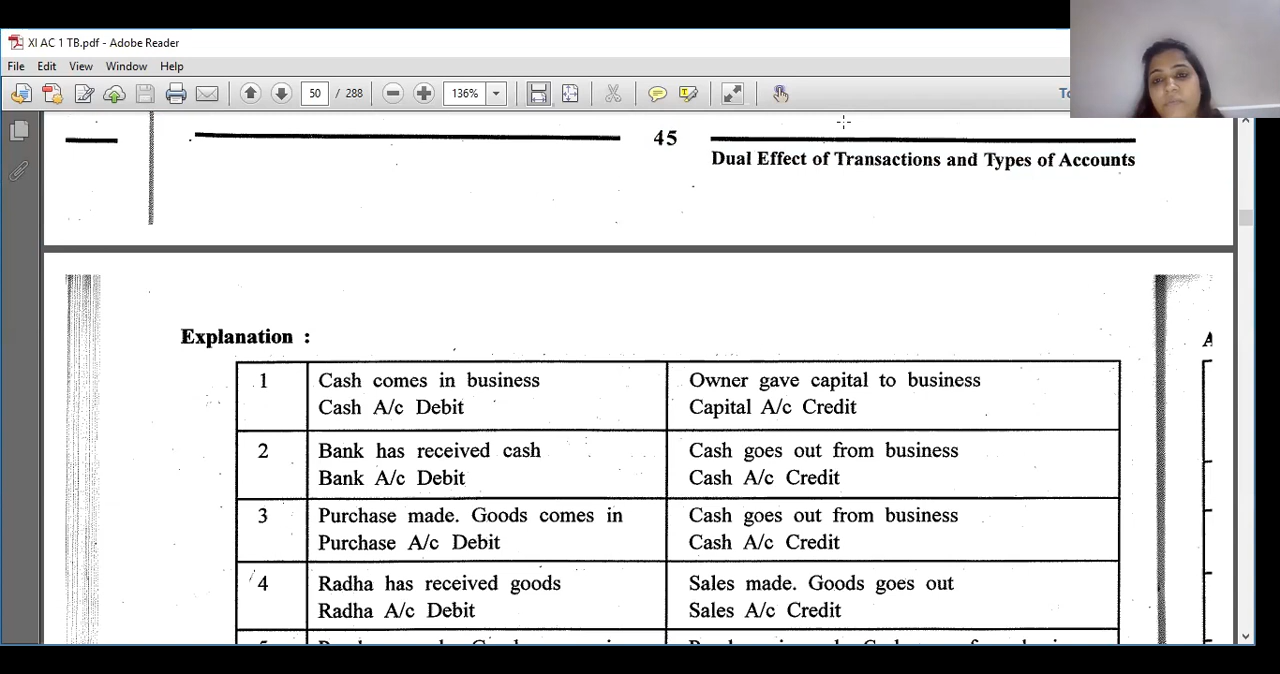 XI AC 1 TB.pdf - Adobe Reader
File Edit View Window Help
50 / 288 136%
45
Dual Effect of Transactions and Types of Accounts
Explanation :
1 Cash comes in business Owner gave capital to business
Cash A/c Debit Capital A/c Credit
2 Bank has received cash Cash goes out from business
Bank A/c Debit Cash A/c Credit
3 Purchase made. Goods comes in Cash goes out from business
Purchase A/c Debit Cash A/c Credit
4 Radha has received goods Sales made. Goods goes out
Radha A/c Debit Sales A/c Credit